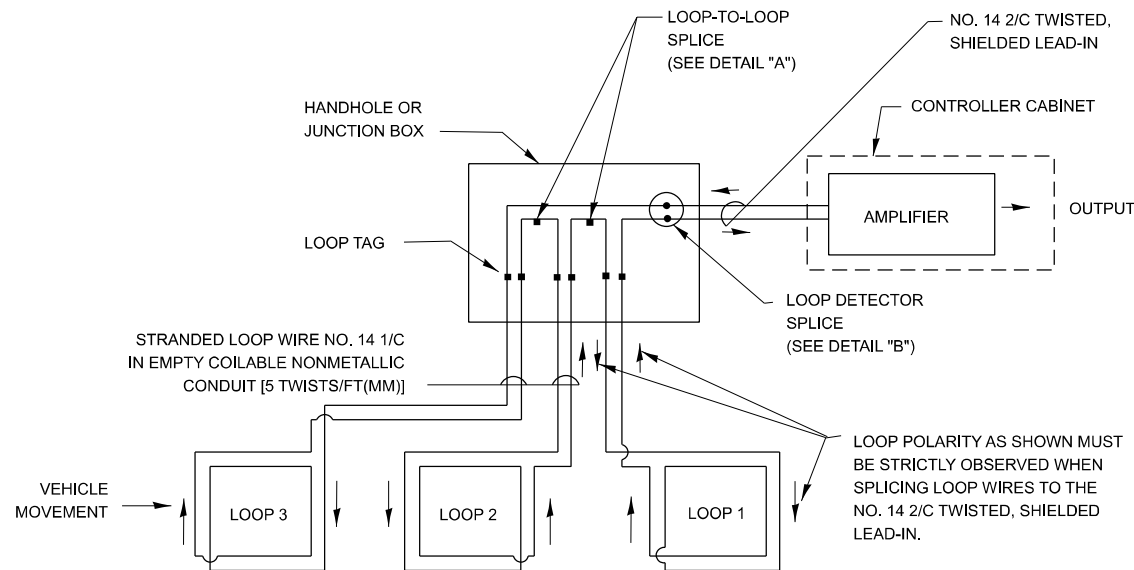 LOOP-TO-LOOP
SPLICE
(SEE DETAIL "A")
NO. 14 2/C TWISTED,
SHIELDED LEAD-IN
HANDHOLE OR
JUNCTION BOX
CONTROLLER CABINET
AMPLIFIER
OUTPUT
LOOP TAG
LOOP DETECTOR
SPLICE
(SEE DETAIL "B")
STRANDED LOOP WIRE NO. 14 1/C
IN EMPTY COILABLE NONMETALLIC
CONDUIT [5 TWISTS/FT(MM)]
LOOP POLARITY AS SHOWN MUST
BE STRICTLY OBSERVED WHEN
SPLICING LOOP WIRES TO THE
NO. 14 2/C TWISTED, SHIELDED
LEAD-IN.
VEHICLE
MOVEMENT
LOOP 3
LOOP 2
LOOP 1